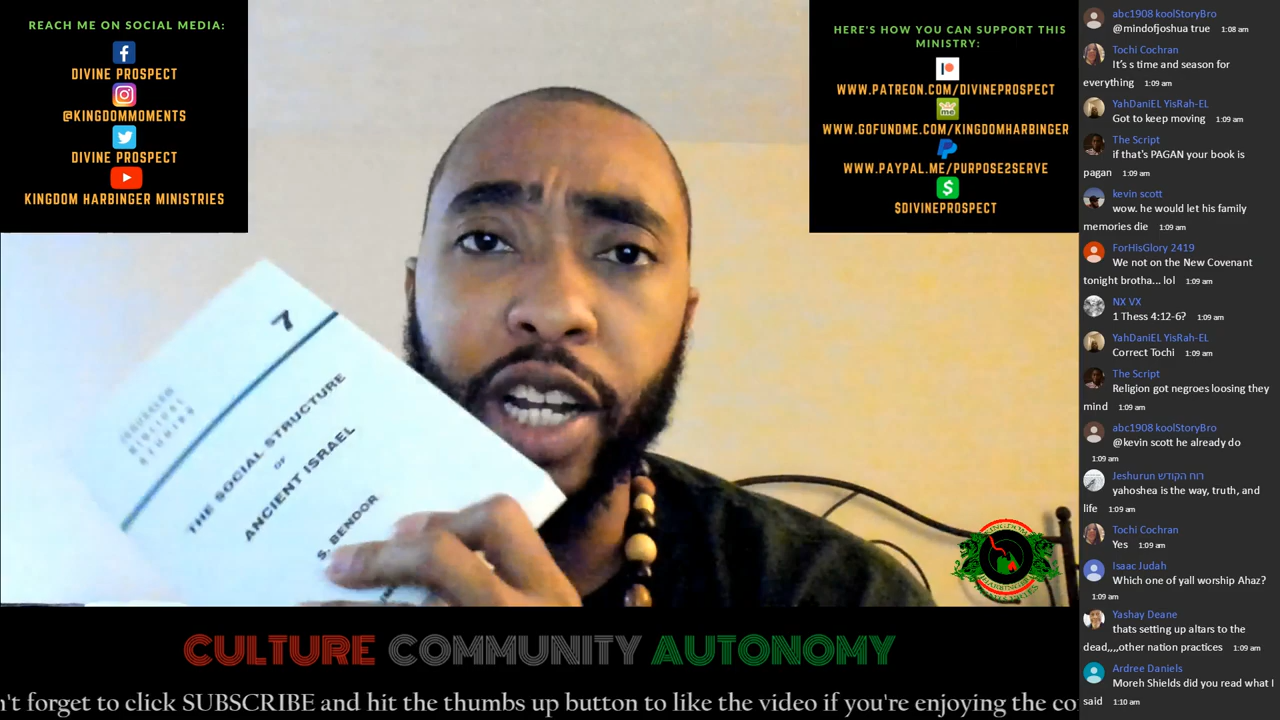 REACH ME ON SOCIAL MEDIA:
DIVINE PROSPECT
@KINGDOMMOMENTS
DIVINE PROSPECT
KINGDOM HARBINGER MINISTRIES
HERE'S HOW YOU CAN SUPPORT THIS
MINISTRY:
WWW.PATREON.COM/DIVINEPROSPECT
me
WWW.GOFUNDME.COM/KINGDOMHARBINGER
WWW.PAYPAL.ME/PURPOSE2SERVE
$DIVINEPROSPECT
7
JERUSALEM
BIBLICAL
STUDIES
THE SOCIAL STRUCTURE
OF
ANCIENT ISRAEL
S. BENDOR
KINGDOM
HARBINGER
MINISTRIES
CULTURE COMMUNITY AUTONOMY
n't forget to click SUBSCRIBE and hit the thumbs up button to like the video if you're enjoying the co
abc1908 koolStoryBro
@mindofjoshua true 1:08 am
Tochi Cochran
It's s time and season for
everything 1:09 am
YahDaniEL YisRah-EL
Got to keep moving 1:09 am
The Script
if that's PAGAN your book is
pagan 1:09 am
kevin scott
wow. he would let his family
memories die 1:09 am
ForHisGlory 2419
We not on the New Covenant
tonight brotha... lol 1:09 am
NX VX
1 Thess 4:12-6? 1:09 am
YahDaniEL YisRah-EL
Correct Tochi 1:09 am
The Script
Religion got negroes loosing they
mind 1:09 am
abc1908 koolStoryBro
@kevin scott he already do
1:09 am
Jeshurun רוח הקודש
yahoshea is the way, truth, and
life 1:09 am
Tochi Cochran
Yes 1:09 am
Isaac Judah
Which one of yall worship Ahaz?
1:09 am
Yashay Deane
thats setting up altars to the
dead,,,,other nation practices 1:09 am
Ardree Daniels
Moreh Shields did you read what I
said 1:10 am